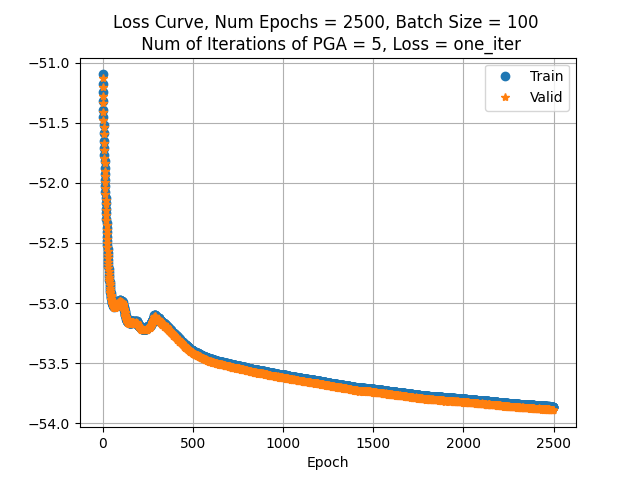 Loss Curve, Num Epochs = 2500, Batch Size = 100
Num of Iterations of PGA = 5, Loss = one_iter
−51.0
−51.5
−52.0
−52.5
−53.0
−53.5
−54.0
Train
Valid
0 500 1000 1500 2000 2500
Epoch